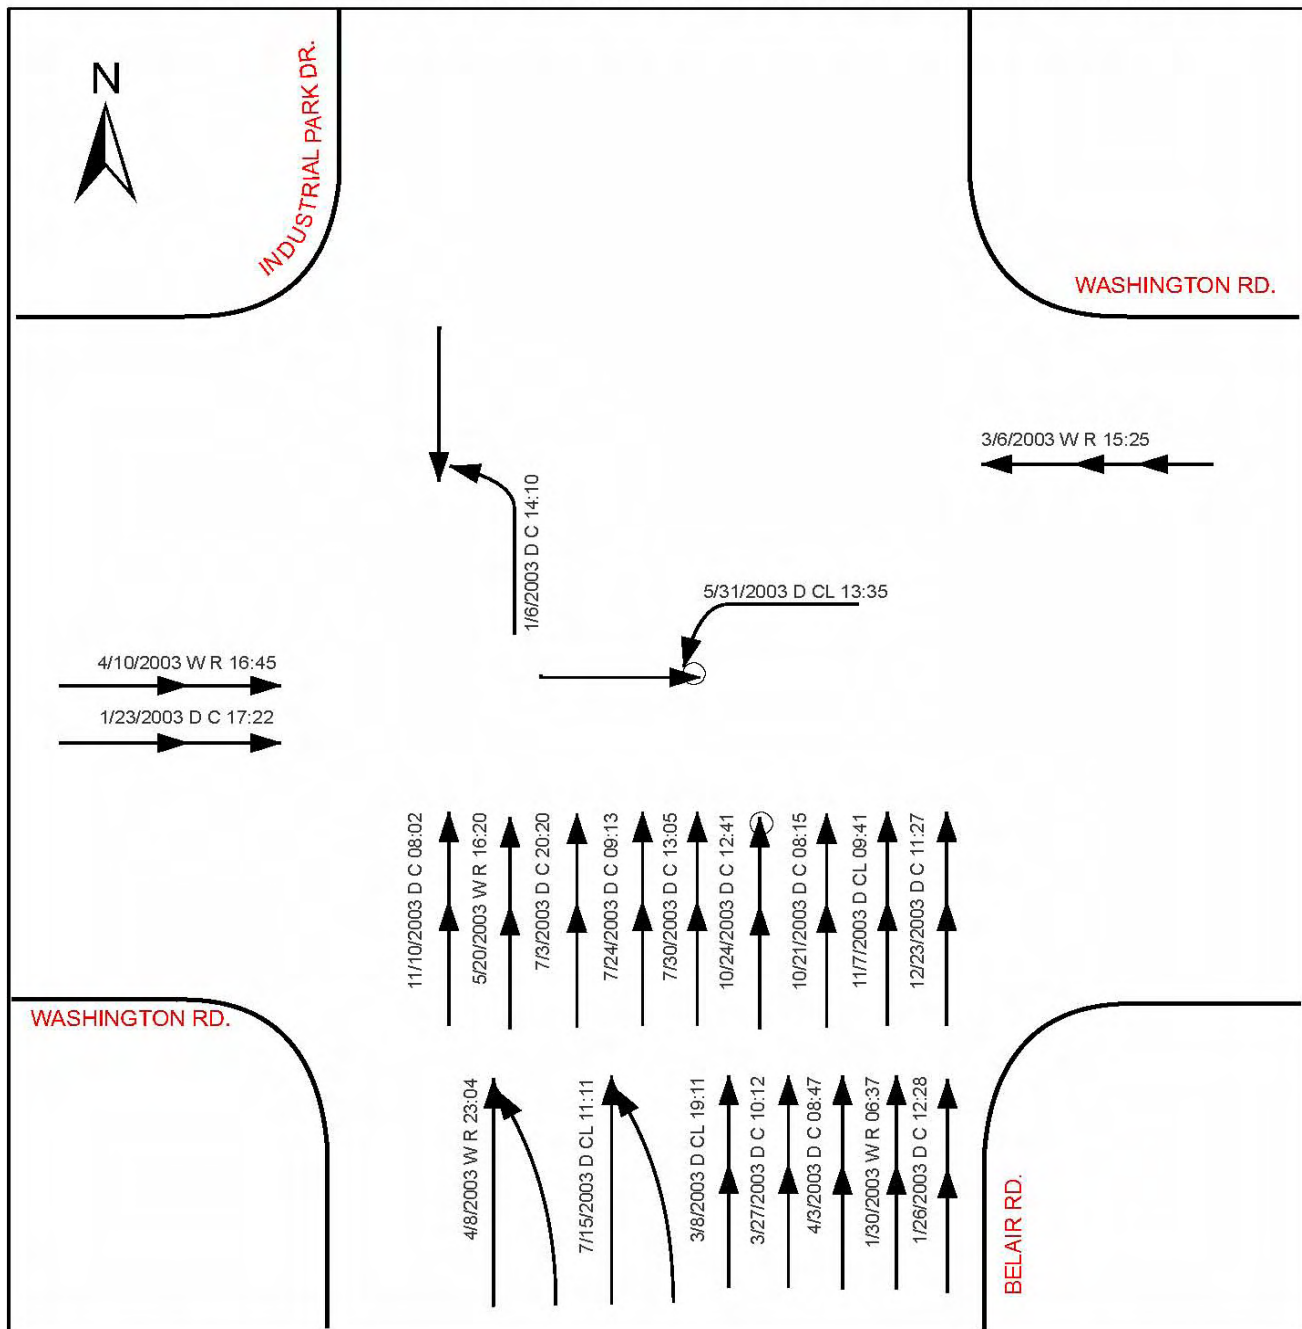 N
INDUSTRIAL PARK DR.
WASHINGTON RD.
3/6/2003 W R 15:25
1/6/2003 D C 14:10
5/31/2003 D CL 13:35
4/10/2003 W R 16:45
1/23/2003 D C 17:22
11/10/2003 D C 08:02
5/20/2003 W R 16:20
7/3/2003 D C 20:20
7/24/2003 D C 09:13
7/30/2003 D C 13:05
10/24/2003 D C 12:41
10/21/2003 D C 08:15
11/7/2003 D CL 09:41
12/23/2003 D C 11:27
WASHINGTON RD.
4/8/2003 W R 23:04
7/15/2003 D CL 11:11
3/8/2003 D CL 19:11
3/27/2003 D C 10:12
4/3/2003 D C 08:47
1/30/2003 W R 06:37
1/26/2003 D C 12:28
BELAIR RD.